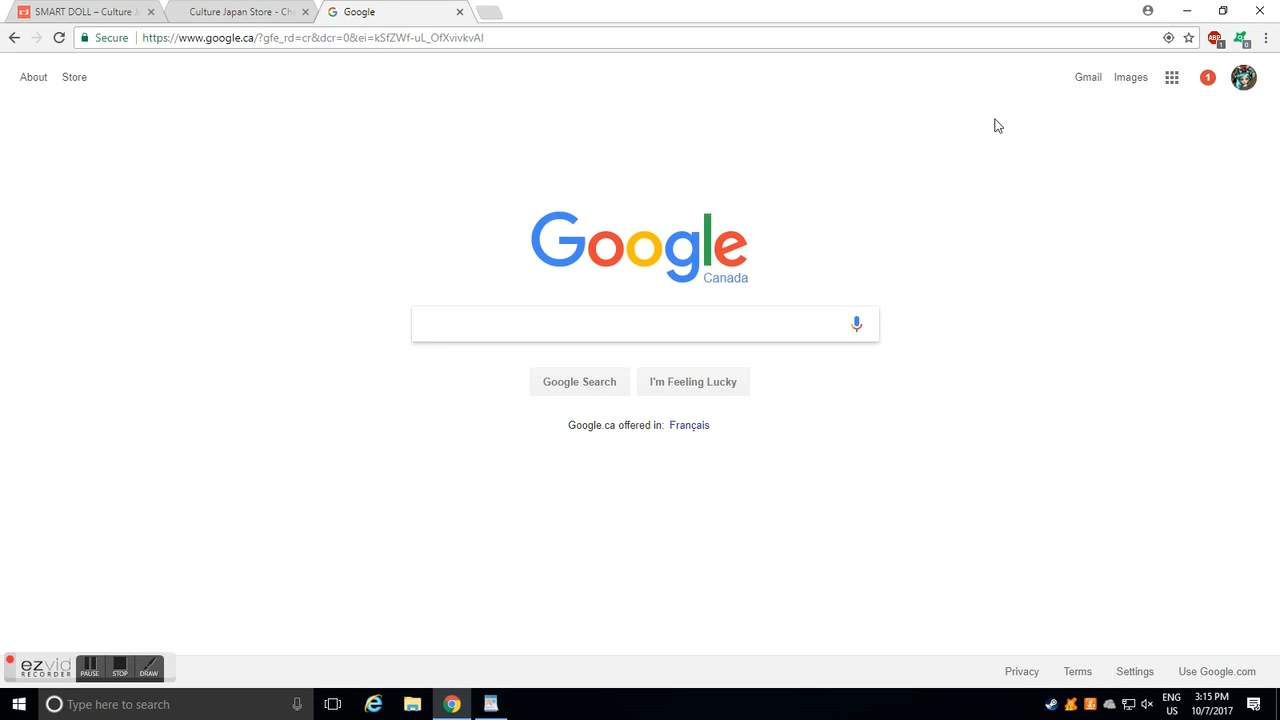 SMART DOLL – Culture J
Culture Japan Store - Ch
Google
Secure
https://www.google.ca/?gfe_rd=cr&dcr=0&ei=kSfZWf-uL_OfXvivkvAI
ABP
1
0
About
Store
Gmail
Images
1
Google
Canada
Google Search
I'm Feeling Lucky
Google.ca offered in: Français
ezvid
RECORDER
PAUSE
STOP
DRAW
Privacy
Terms
Settings
Use Google.com
Type here to search
ENG
US
3:15 PM
10/7/2017